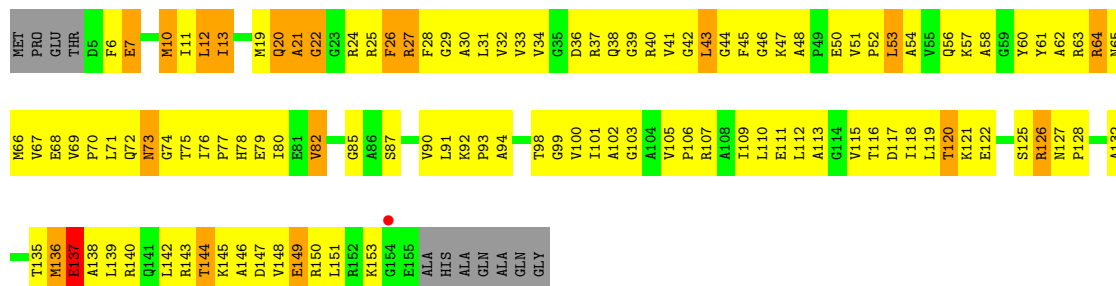 MET PRO GLU THR D5 F6 E7 M10 I11 L12 I13 M19 Q20 A21 G22 G23 R24 R25 F26 R27 F28 G29 A30 L31 V32 V33 V34 G35 D36 R37 Q38 G39 R40 V41 G42 L43 G44 F45 G46 K47 A48 P49 E50 V51 P52 L53 A54 V55 Q56 K57 A58 G59 Y60 Y61 A62 R63 R64 N65
M66 V67 E68 V69 P70 L71 Q72 N73 G74 T75 I76 P77 H78 E79 I80 E81 V82 G85 A86 S87 V90 L91 K92 P93 A94 T98 G99 V100 I101 A102 G103 A104 V105 P106 R107 A108 I109 L110 E111 L112 A113 G114 V115 T116 D117 I118 L119 T120 K121 E122 S125 R126 N127 P128 A132
T135 M136 E137 A138 L139 R140 Q141 L142 R143 T144 K145 A146 D147 V148 E149 R150 L151 R152 K153 G154 E155 ALA HIS ALA GLN ALA GLN GLY